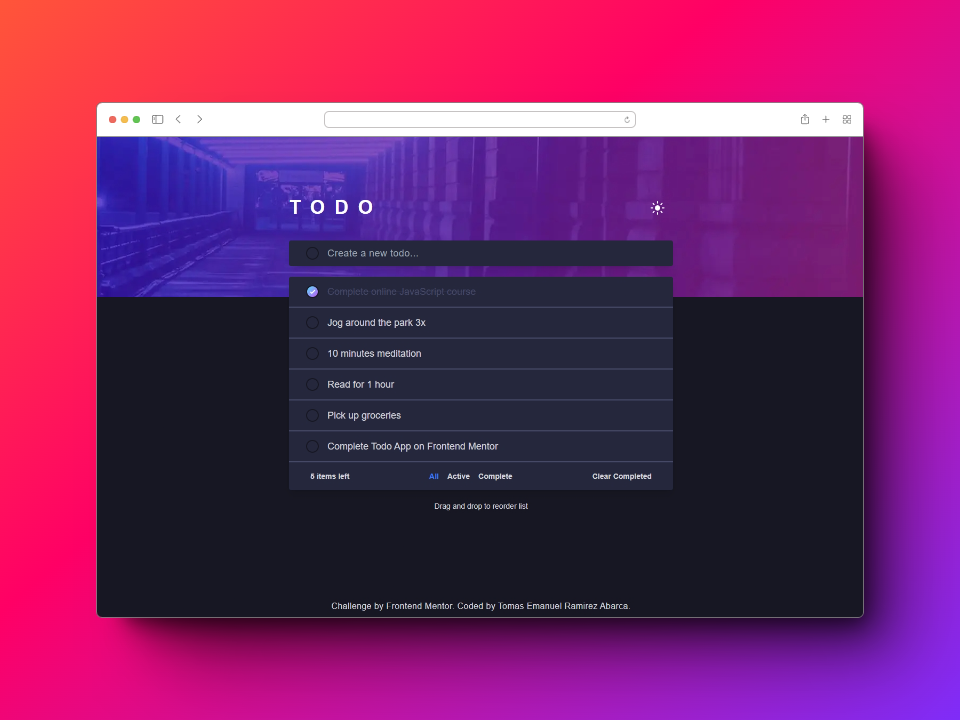 TODO
Create a new todo...
Complete online JavaScript course
Jog around the park 3x
10 minutes meditation
Read for 1 hour
Pick up groceries
Complete Todo App on Frontend Mentor
5 items left All Active Complete Clear Completed
Drag and drop to reorder list
Challenge by Frontend Mentor. Coded by Tomas Emanuel Ramirez Abarca.